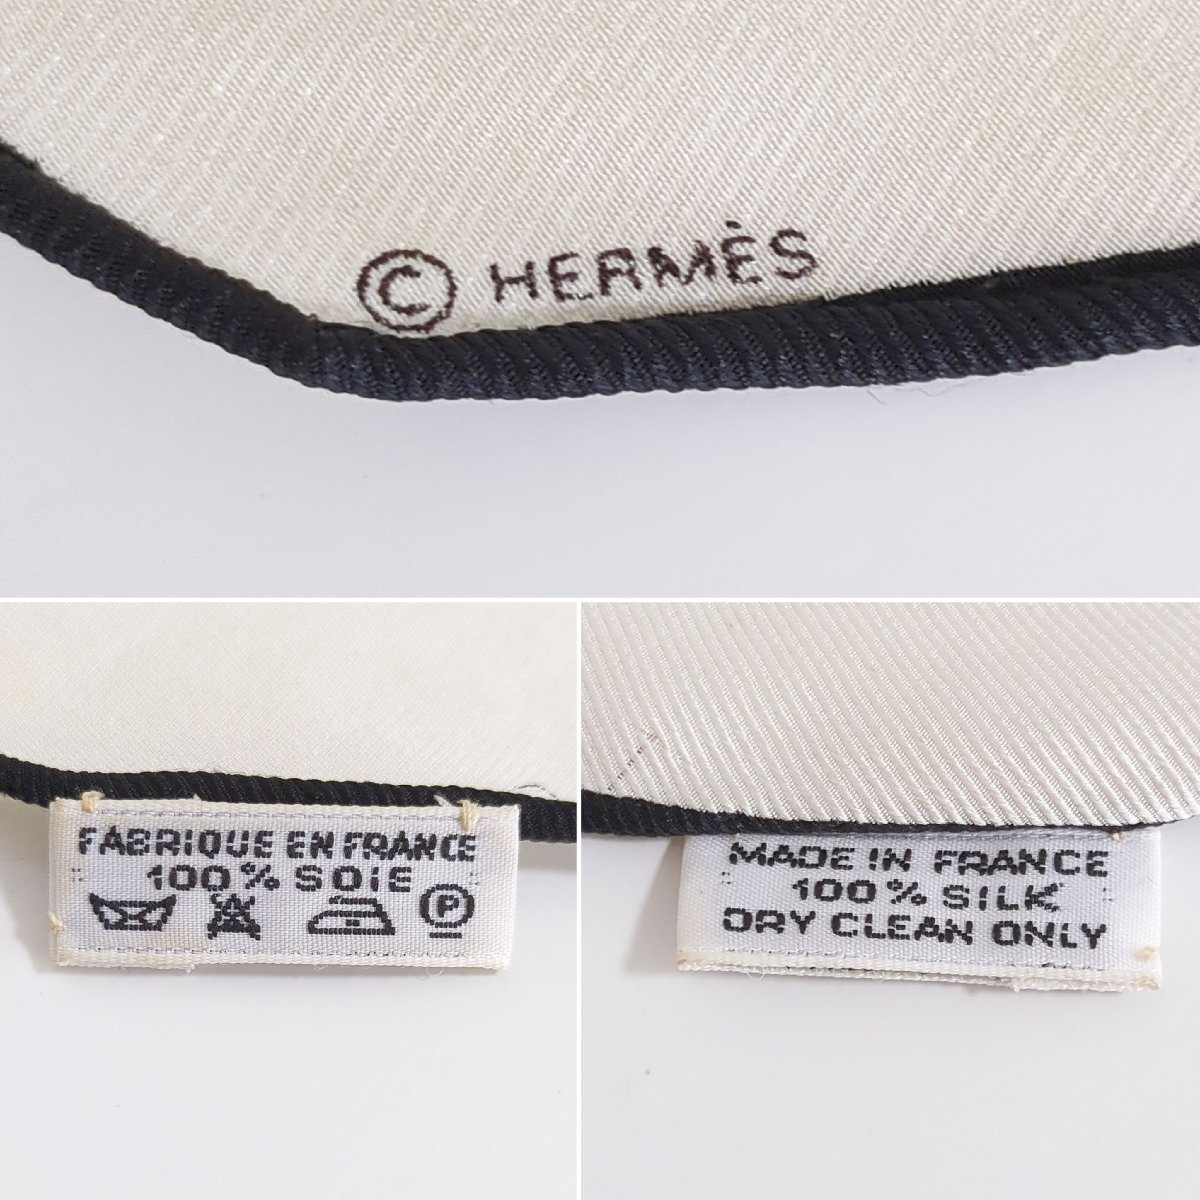 © HERMÈS
FABRIQUE EN FRANCE
100% SOIE
P
MADE IN FRANCE
100% SILK
DRY CLEAN ONLY